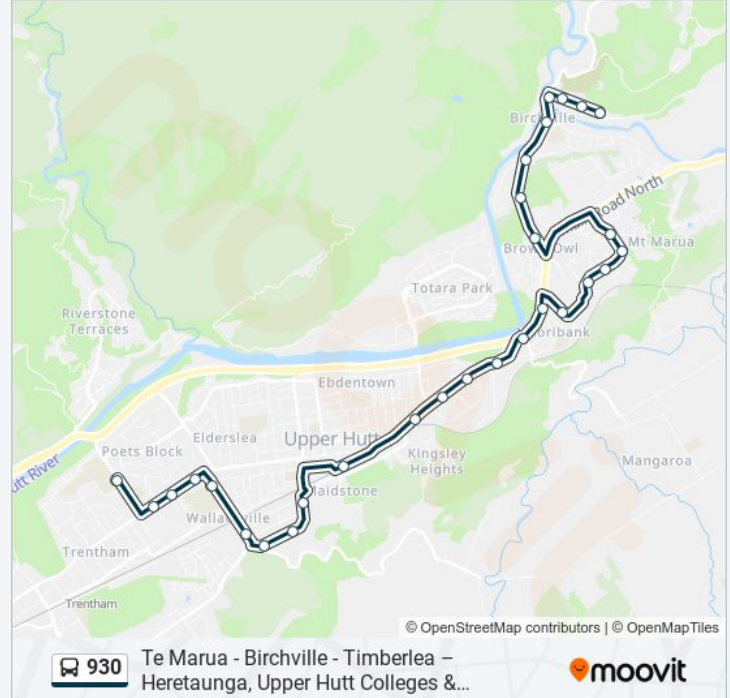 Birchville
Road North
Brown Owl
Mt Marua
Totara Park
Riverstone
Terraces
oribank
Ebdentown
Poets Block
Elderslea
Upper Hutt
Kingsley
Heights
Mangaroa
utt River
Maidstone
Wallaceville
Trentham
Trentham
© OpenStreetMap contributors | © OpenMapTiles
930
Te Marua - Birchville - Timberlea –
Heretaunga, Upper Hutt Colleges &...
moovit